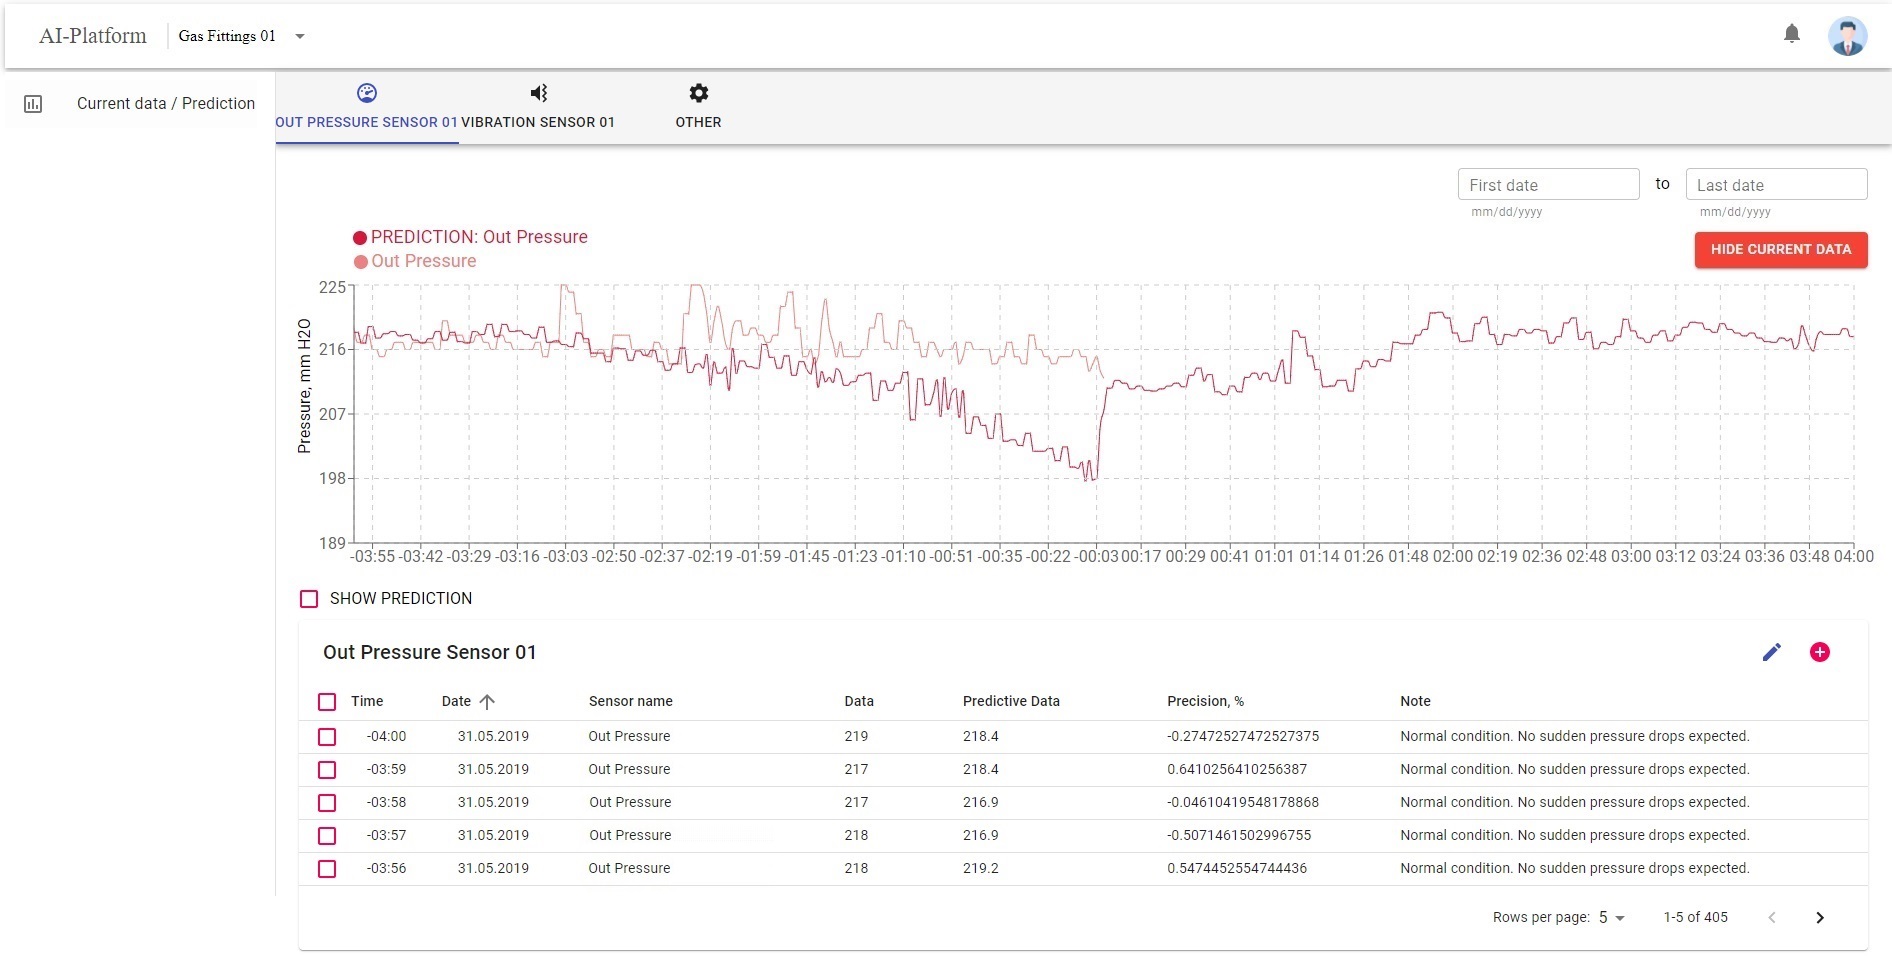 AI-Platform Gas Fittings 01
Current data / Prediction
OUT PRESSURE SENSOR 01 VIBRATION SENSOR 01 OTHER
First date to Last date
mm/dd/yyyy mm/dd/yyyy
PREDICTION: Out Pressure
HIDE CURRENT DATA
Out Pressure
Pressure, mm H2O
225
216
207
198
189
-03:55 -03:42 -03:29 -03:16 -03:03 -02:50 -02:37 -02:19 -01:59 -01:45 -01:23 -01:10 -00:51 -00:35 -00:22 -00:03 00:17 00:29 00:41 01:01 01:14 01:26 01:48 02:00 02:19 02:36 02:48 03:00 03:12 03:24 03:36 03:48 04:00
SHOW PREDICTION
Out Pressure Sensor 01
Time Date Sensor name Data Predictive Data Precision, % Note
-04:00 31.05.2019 Out Pressure 219 218.4 -0.27472527472527375 Normal condition. No sudden pressure drops expected.
-03:59 31.05.2019 Out Pressure 217 218.4 0.6410256410256387 Normal condition. No sudden pressure drops expected.
-03:58 31.05.2019 Out Pressure 217 216.9 -0.04610419548178868 Normal condition. No sudden pressure drops expected.
-03:57 31.05.2019 Out Pressure 218 216.9 -0.5071461502996755 Normal condition. No sudden pressure drops expected.
-03:56 31.05.2019 Out Pressure 218 219.2 0.5474452554744436 Normal condition. No sudden pressure drops expected.
Rows per page: 5 1-5 of 405